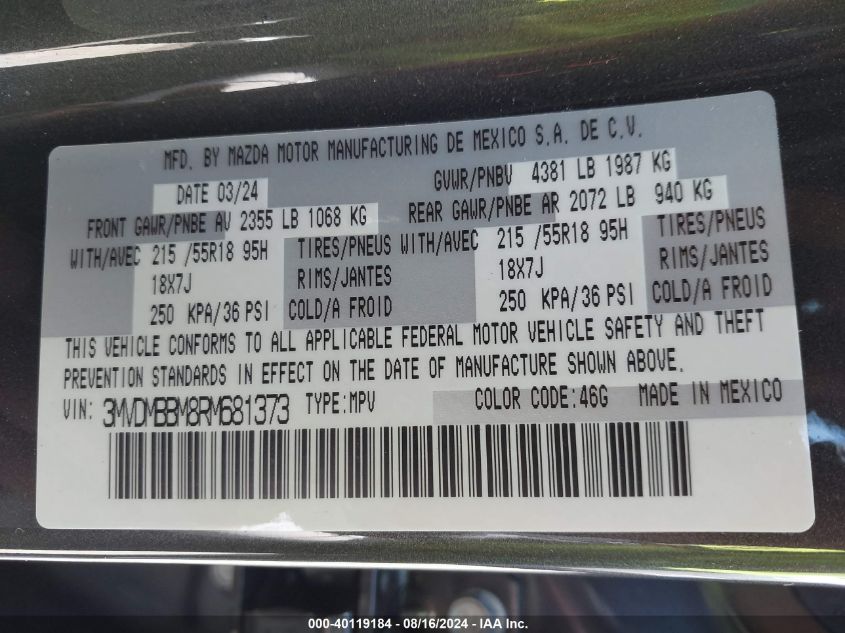 MFD. BY MAZDA MOTOR MANUFACTURING DE MEXICO S.A. DE C.V.
DATE 03/24 GVWR/PNBV 4381 LB 1987 KG
FRONT GAWR/PNBE AV 2355 LB 1068 KG REAR GAWR/PNBE AR 2072 LB 940 KG
WITH/AVEC 215 /55R18 95H TIRES/PNEUS WITH/AVEC 215 /55R18 95H TIRES/PNEUS
18X7J RIMS/JANTES 18X7J RIMS/JANTES
250 KPA/36 PSI COLD/A FROID 250 KPA/36 PSI COLD/A FROID
THIS VEHICLE CONFORMS TO ALL APPLICABLE FEDERAL MOTOR VEHICLE SAFETY AND THEFT
PREVENTION STANDARDS IN EFFECT ON THE DATE OF MANUFACTURE SHOWN ABOVE.
VIN: 3MVDMBBM8RM681373 TYPE:MPV COLOR CODE:46G MADE IN MEXICO
000-40119184 - 08/16/2024 - IAA Inc.